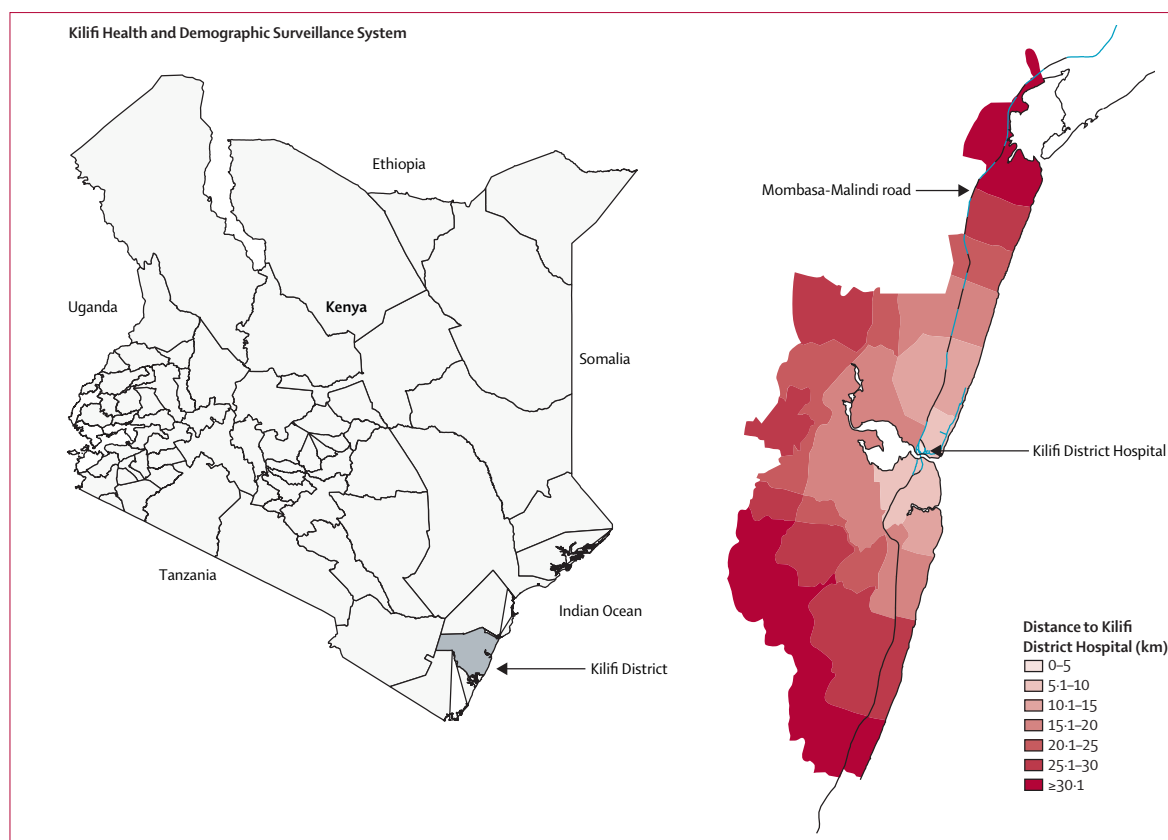 Kilifi Health and Demographic Surveillance System
Ethiopia
Mombasa-Malindi road
Uganda
Kenya
Somalia
Kilifi District Hospital
Tanzania
Indian Ocean
Kilifi District
Distance to Kilifi
District Hospital (km)
0–5
5·1–10
10·1–15
15·1–20
20·1–25
25·1–30
≥30·1